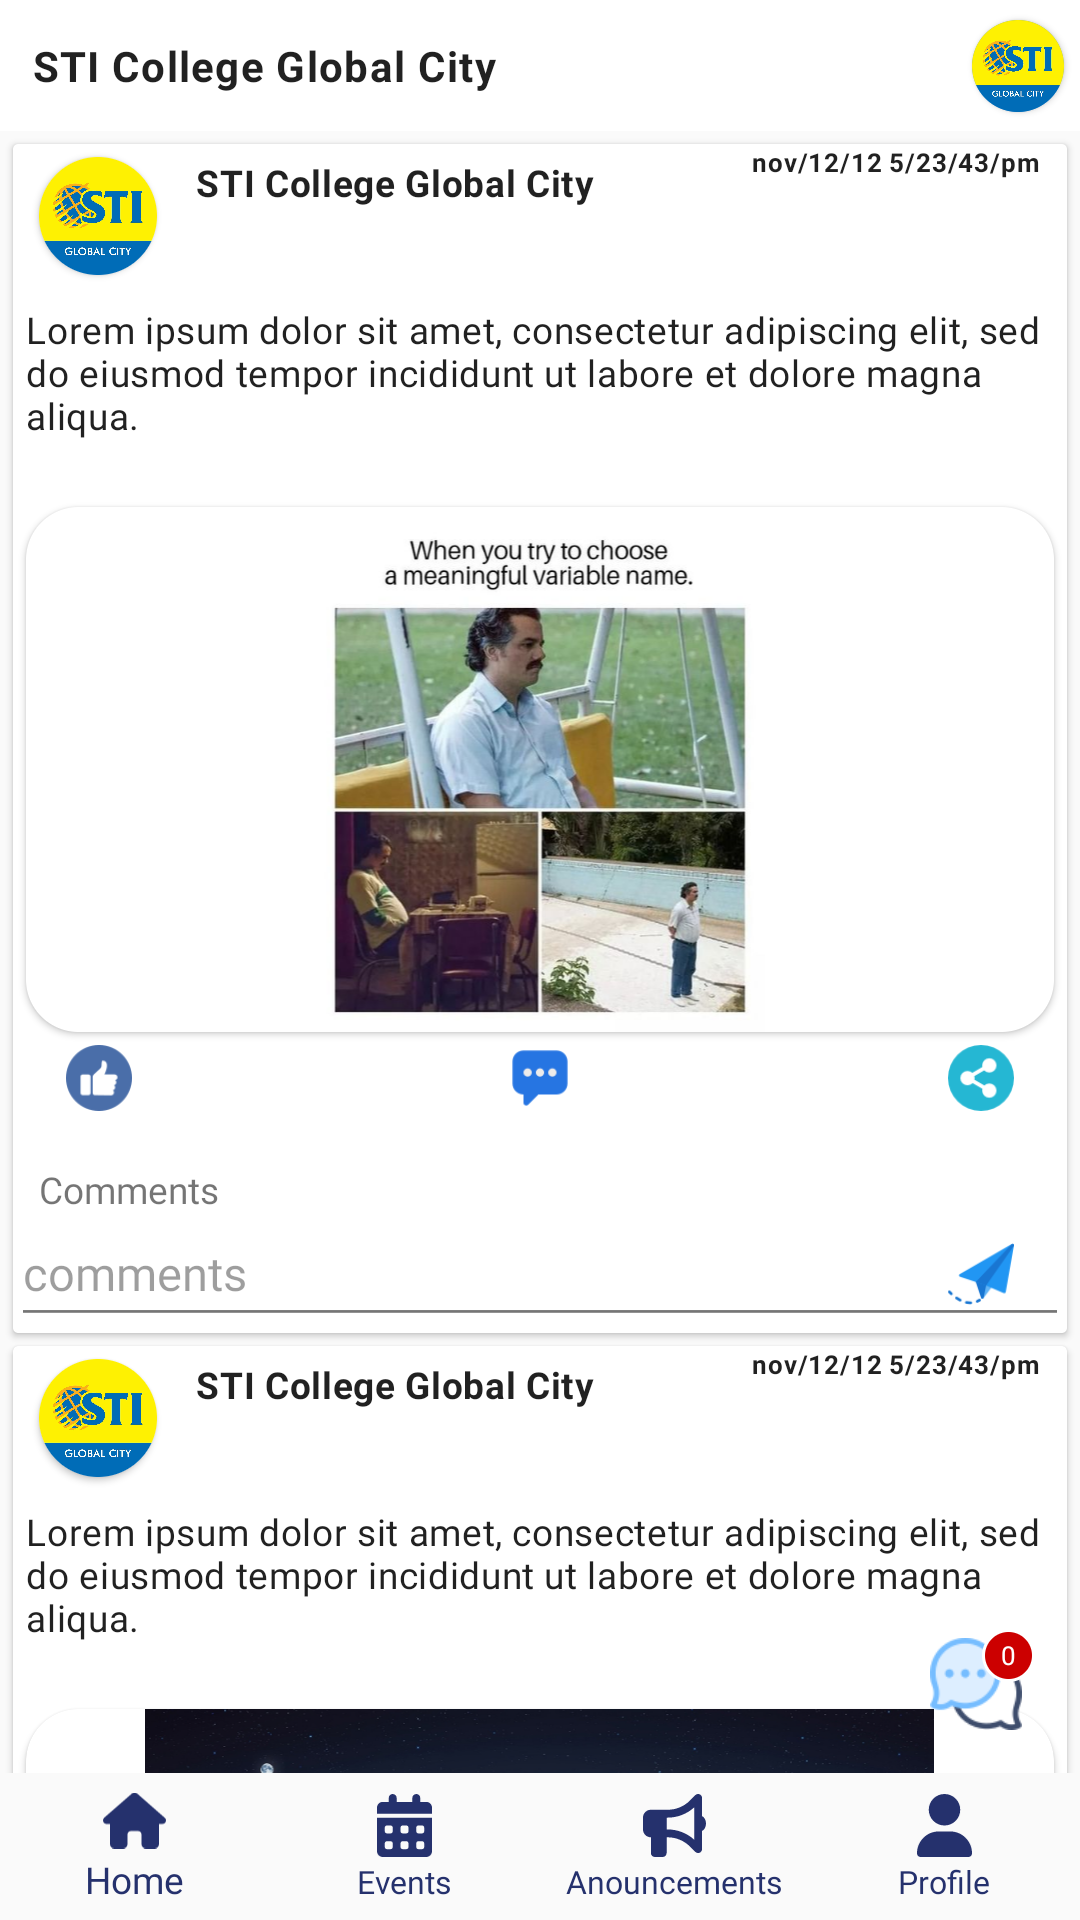 STI College Global City
STI
GLOBAL CITY
STI
GLOBAL CITY
STI College Global City
nov/12/12 5/23/43/pm
Lorem ipsum dolor sit amet, consectetur adipiscing elit, sed
do eiusmod tempor incididunt ut labore et dolore magna
aliqua.
When you try to choose
a meaningful variable name.
Comments
comments
STI
GLOBAL CITY
STI College Global City
nov/12/12 5/23/43/pm
Lorem ipsum dolor sit amet, consectetur adipiscing elit, sed
do eiusmod tempor incididunt ut labore et dolore magna
aliqua.
0
Home
Events
Anouncements
Profile